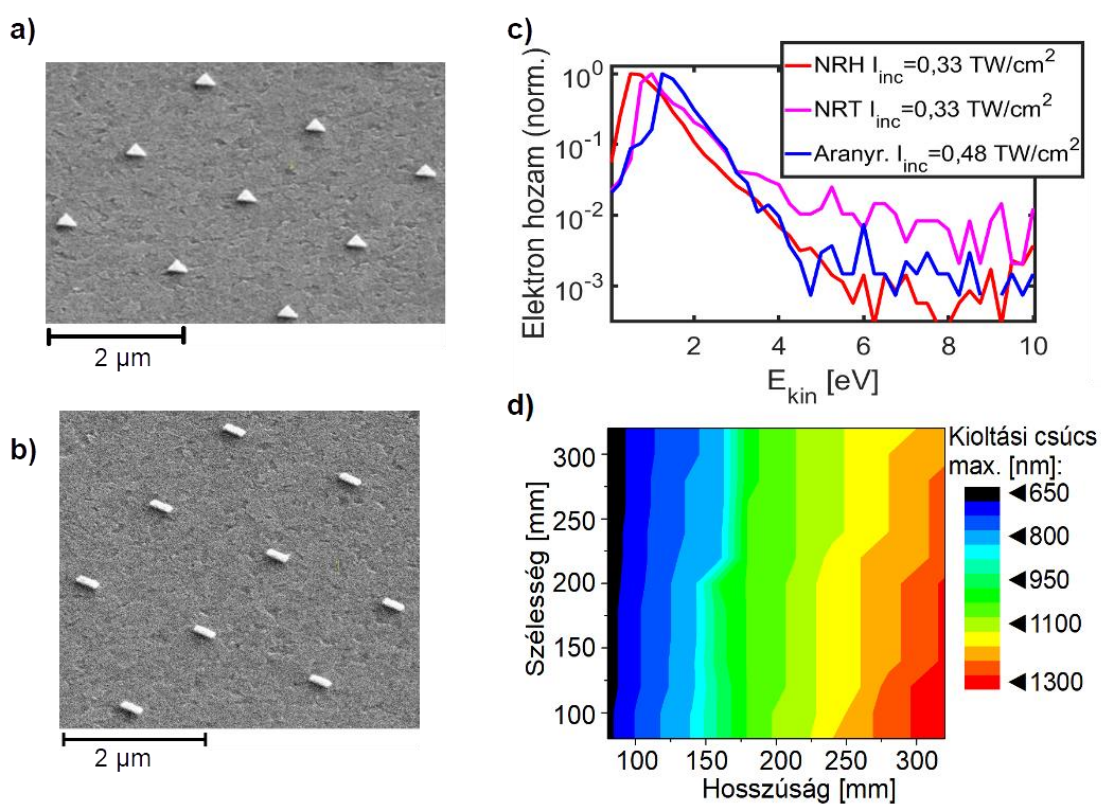 a)
2 µm
b)
2 µm
c)
Elektron hozam (norm.)
10⁰
10⁻¹
10⁻²
10⁻³
NRH I_inc=0,33 TW/cm²
NRT I_inc=0,33 TW/cm²
Aranyr. I_inc=0,48 TW/cm²
2 4 6 8 10
E_kin [eV]
d)
Szélesség [mm]
300
250
200
150
100
100 150 200 250 300
Hosszúság [mm]
Kioltási csúcs
max. [nm]:
650
800
950
1100
1300